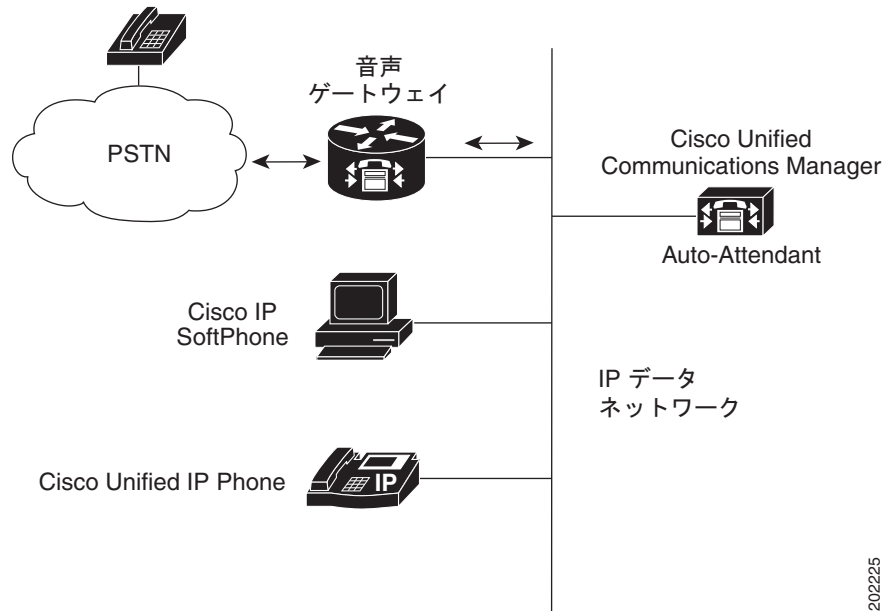 音声
ゲートウェイ
PSTN
Cisco Unified
Communications Manager
Auto-Attendant
Cisco IP
SoftPhone
IP データ
ネットワーク
Cisco Unified IP Phone
IP
202225